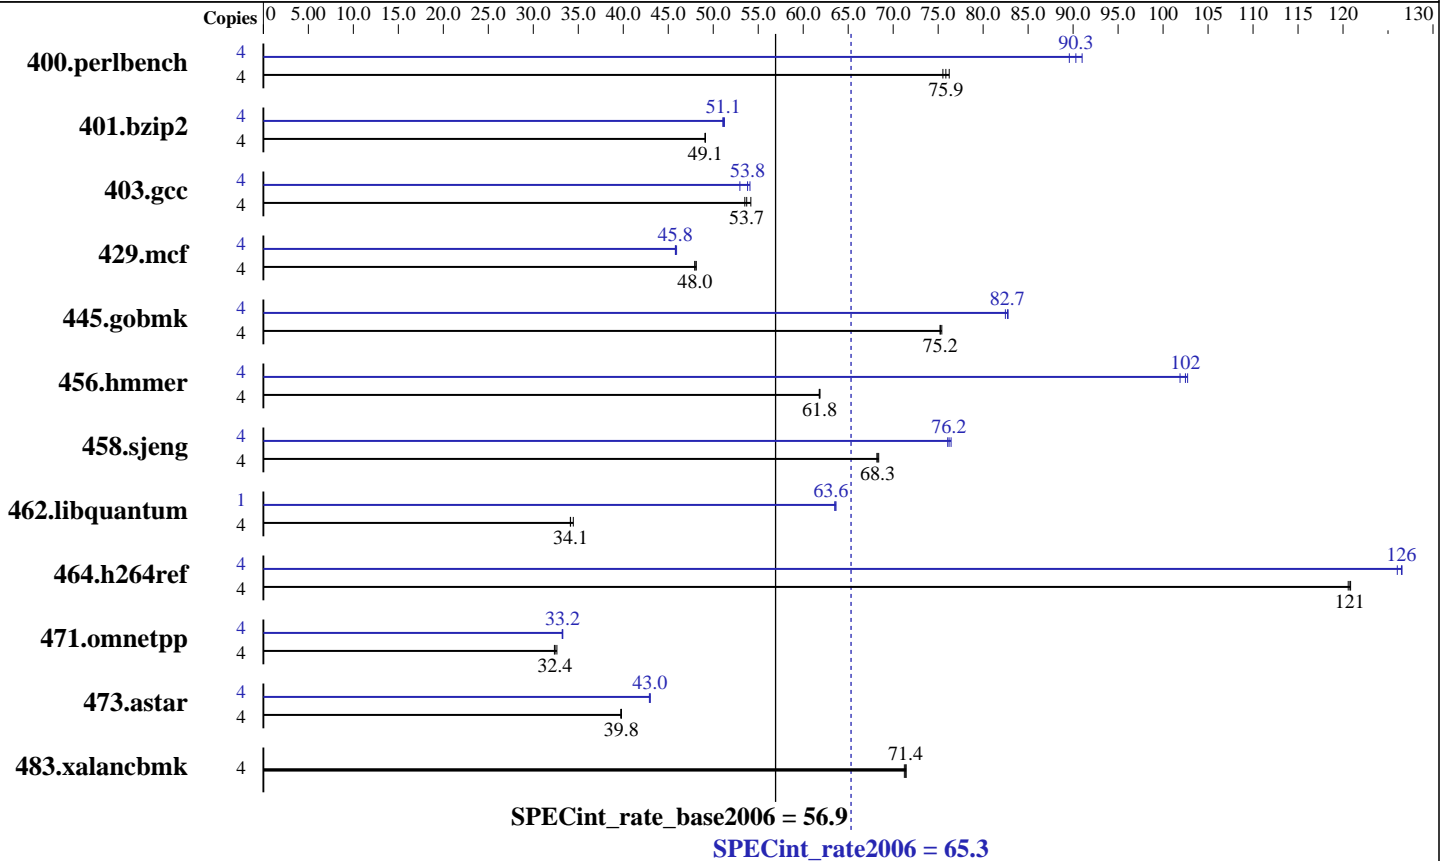 Copies 0 5.00 10.0 15.0 20.0 25.0 30.0 35.0 40.0 45.0 50.0 55.0 60.0 65.0 70.0 75.0 80.0 85.0 90.0 95.0 100 105 110 115 120 130
400.perlbench 4 90.3
4 75.9
401.bzip2 4 51.1
4 49.1
403.gcc 4 53.8
4 53.7
429.mcf 4 45.8
4 48.0
445.gobmk 4 82.7
4 75.2
456.hmmer 4 102
4 61.8
458.sjeng 4 76.2
4 68.3
462.libquantum 1 63.6
4 34.1
464.h264ref 4 126
4 121
471.omnetpp 4 33.2
4 32.4
473.astar 4 43.0
4 39.8
483.xalancbmk 4 71.4
SPECint_rate_base2006 = 56.9
SPECint_rate2006 = 65.3